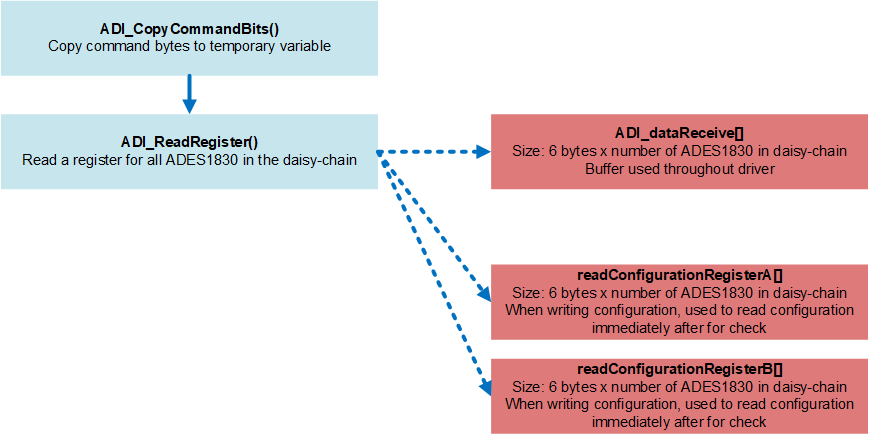 ADI_CopyCommandBits()
Copy command bytes to temporary variable
ADI_ReadRegister()
Read a register for all ADES1830 in the daisy-chain
ADI_dataReceive[]
Size: 6 bytes x number of ADES1830 in daisy-chain
Buffer used throughout driver
readConfigurationRegisterA[]
Size: 6 bytes x number of ADES1830 in daisy-chain
When writing configuration, used to read configuration
immediately after for check
readConfigurationRegisterB[]
Size: 6 bytes x number of ADES1830 in daisy-chain
When writing configuration, used to read configuration
immediately after for check